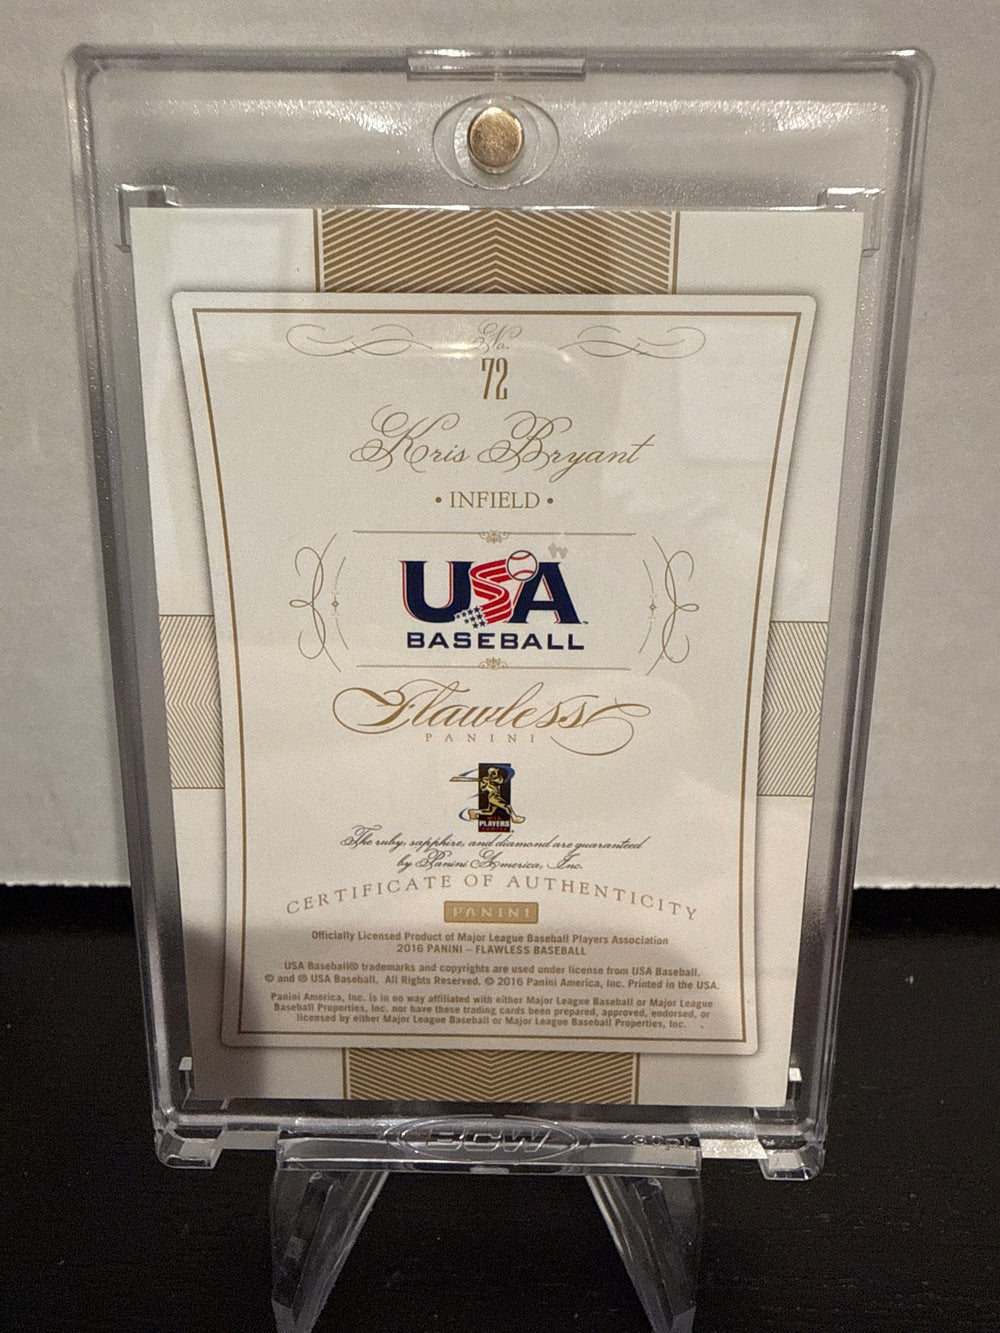 No.
72
Kris Bryant
• INFIELD •
USA
BASEBALL
Flawless
PANINI
PLAYERS
The ruby, sapphire, and diamond are guaranteed
by Panini America, Inc.
CERTIFICATE OF AUTHENTICITY
PANINI
Officially Licensed Product of Major League Baseball Players Association
2016 PANINI – FLAWLESS BASEBALL
USA Baseball® trademarks and copyrights are used under license from USA Baseball.
© and ® USA Baseball. All Rights Reserved. © 2016 Panini America, Inc. Printed in the USA.
Panini America, Inc. is in no way affiliated with either Major League Baseball or Major League
Baseball Properties, Inc. nor have these trading cards been prepared, approved, endorsed, or
licensed by either Major League Baseball or Major League Baseball Properties, Inc.
BCW